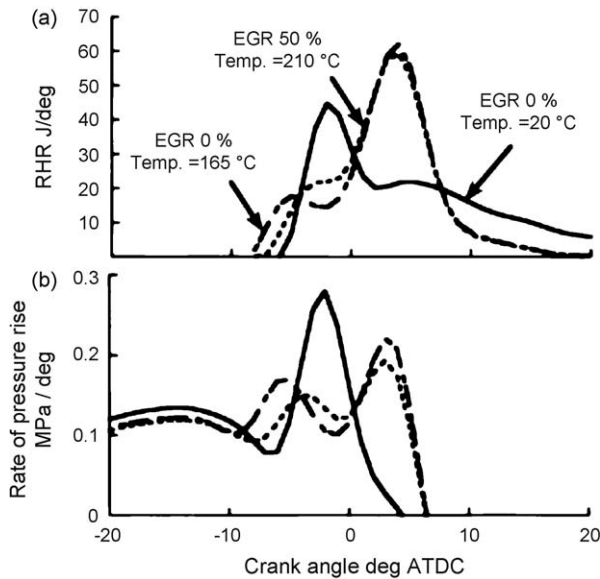 (a)
70
60
50
40
30
20
10
RHR J/deg
EGR 50 %
Temp. =210 °C
EGR 0 %
Temp. =20 °C
EGR 0 %
Temp. =165 °C
(b)
0.3
0.2
0.1
0
Rate of pressure rise
MPa / deg
-20
-10
0
10
20
Crank angle deg ATDC